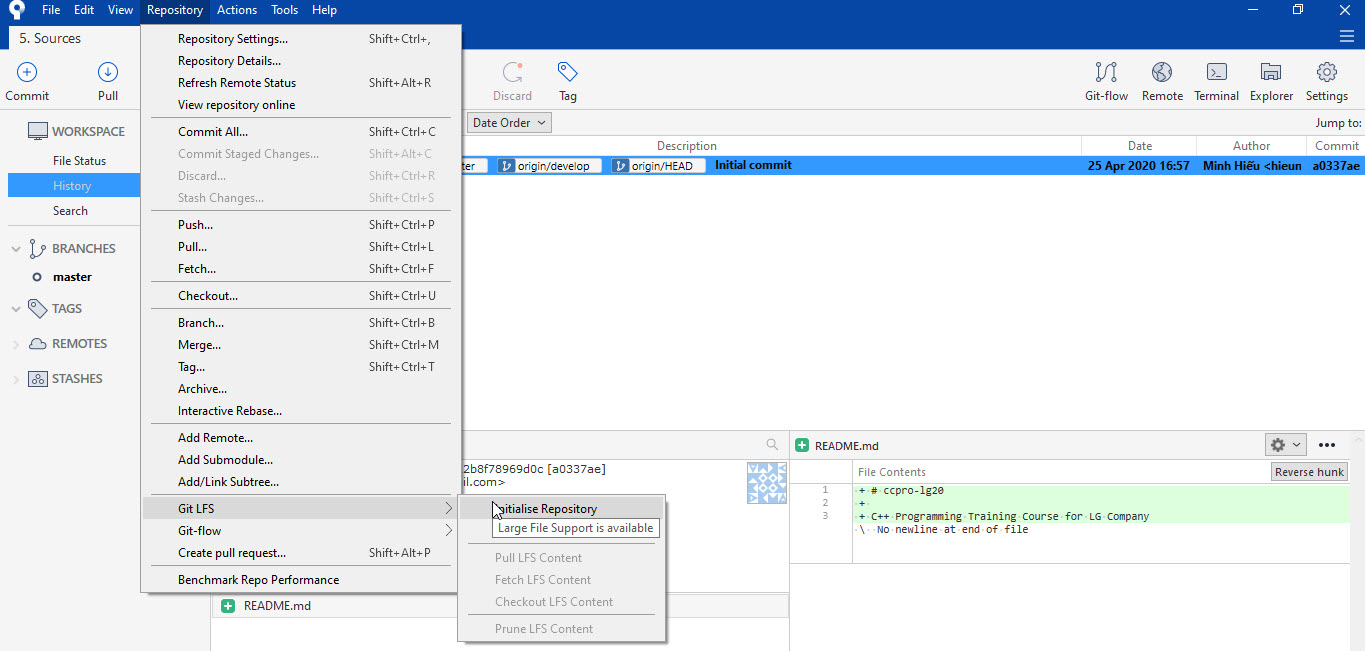 File Edit View Repository Actions Tools Help
5. Sources
Commit Pull Discard Tag Git-flow Remote Terminal Explorer Settings
WORKSPACE
File Status
History
Search
BRANCHES
master
TAGS
REMOTES
STASHES
Repository Settings... Shift+Ctrl+,
Repository Details...
Refresh Remote Status Shift+Alt+R
View repository online
Commit All... Shift+Ctrl+C
Commit Staged Changes... Shift+Alt+C
Discard... Shift+Ctrl+R
Stash Changes... Shift+Ctrl+S
Push... Shift+Ctrl+P
Pull... Shift+Ctrl+L
Fetch... Shift+Ctrl+F
Checkout... Shift+Ctrl+U
Branch... Shift+Ctrl+B
Merge... Shift+Ctrl+M
Tag... Shift+Ctrl+T
Archive...
Interactive Rebase...
Add Remote...
Add Submodule...
Add/Link Subtree...
Git LFS
Git-flow
Create pull request... Shift+Alt+P
Benchmark Repo Performance
nitialise Repository
Large File Support is available
Pull LFS Content
Fetch LFS Content
Checkout LFS Content
Prune LFS Content
Date Order Jump to:
Description Date Author Commit
ter origin/develop origin/HEAD Initial commit 25 Apr 2020 16:57 Minh Hiếu <hieun a0337ae
2b8f78969d0c [a0337ae]
il.com>
README.md
README.md
File Contents Reverse hunk
1 + # ccpro-lg20
2 +
3 + C++ Programming Training Course for LG Company
\ No newline at end of file